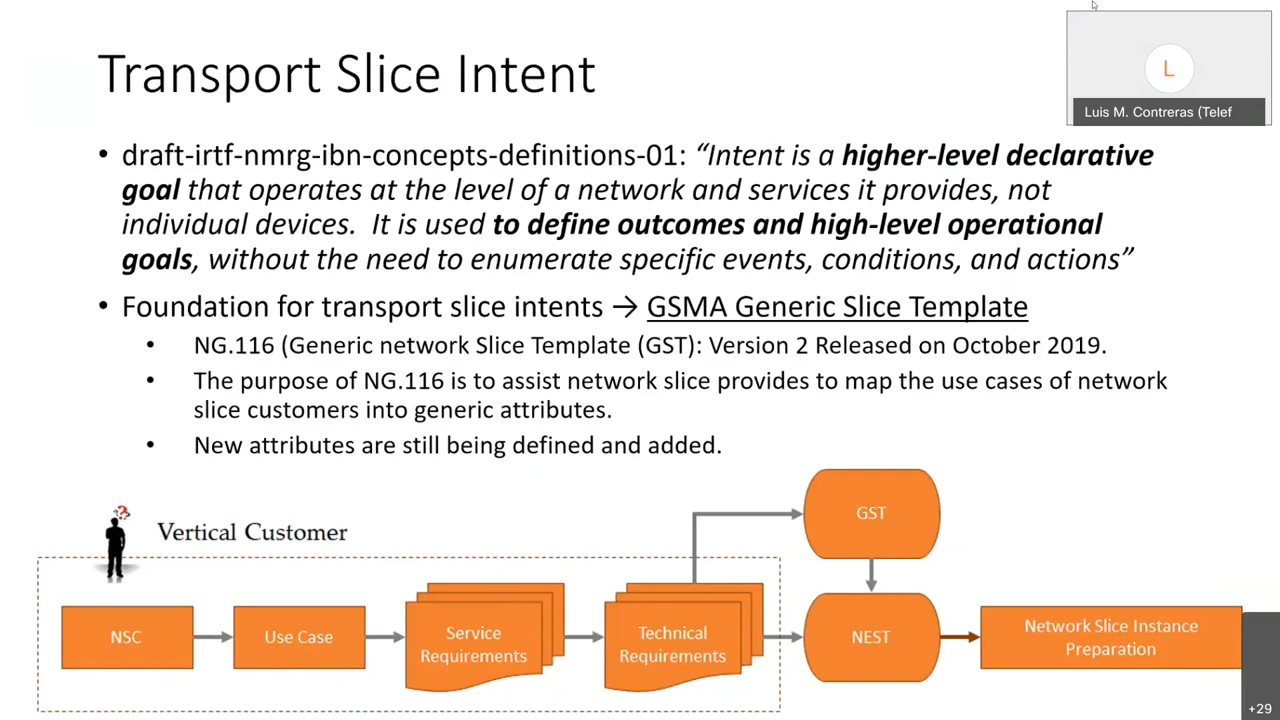 Transport Slice Intent
L
Luis M. Contreras (Telef
• draft-irtf-nmrg-ibn-concepts-definitions-01: “Intent is a higher-level declarative
goal that operates at the level of a network and services it provides, not
individual devices.  It is used to define outcomes and high-level operational
goals, without the need to enumerate specific events, conditions, and actions”
• Foundation for transport slice intents → GSMA Generic Slice Template
• NG.116 (Generic network Slice Template (GST): Version 2 Released on October 2019.
• The purpose of NG.116 is to assist network slice provides to map the use cases of network
slice customers into generic attributes.
• New attributes are still being defined and added.
??
Vertical Customer
GST
NSC
Use Case
Service
Requirements
Technical
Requirements
NEST
Network Slice Instance
Preparation
+29